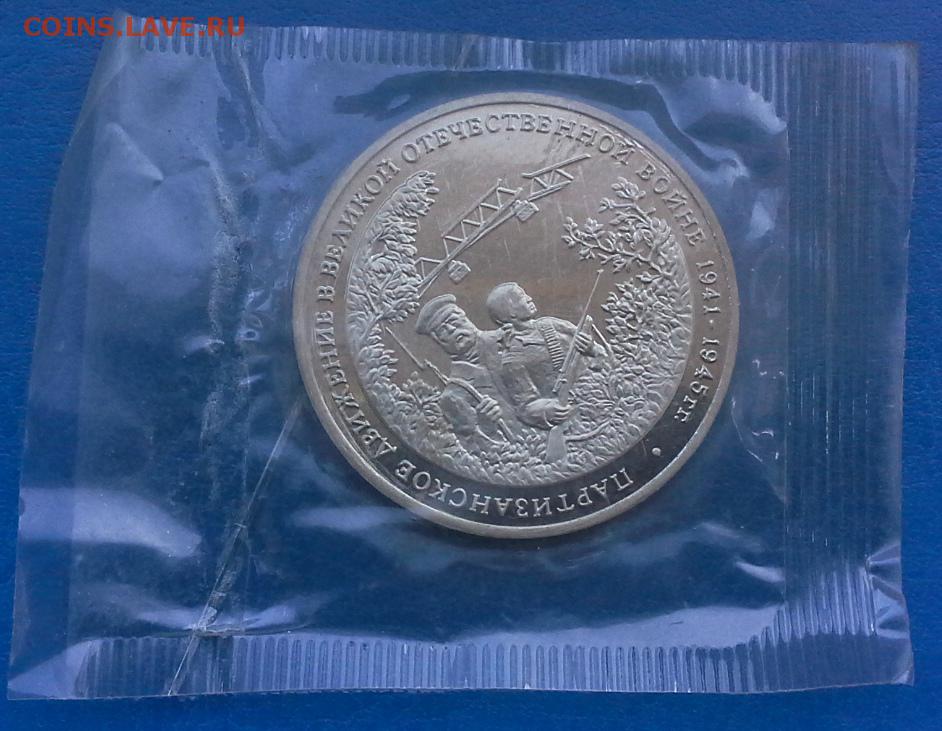 COINS.LAVE.RU
ПАРТИЗАНСКОЕ ДВИЖЕНИЕ В ВЕЛИКОЙ ОТЕЧЕСТВЕННОЙ ВОЙНЕ 1941-1945ГГ. •